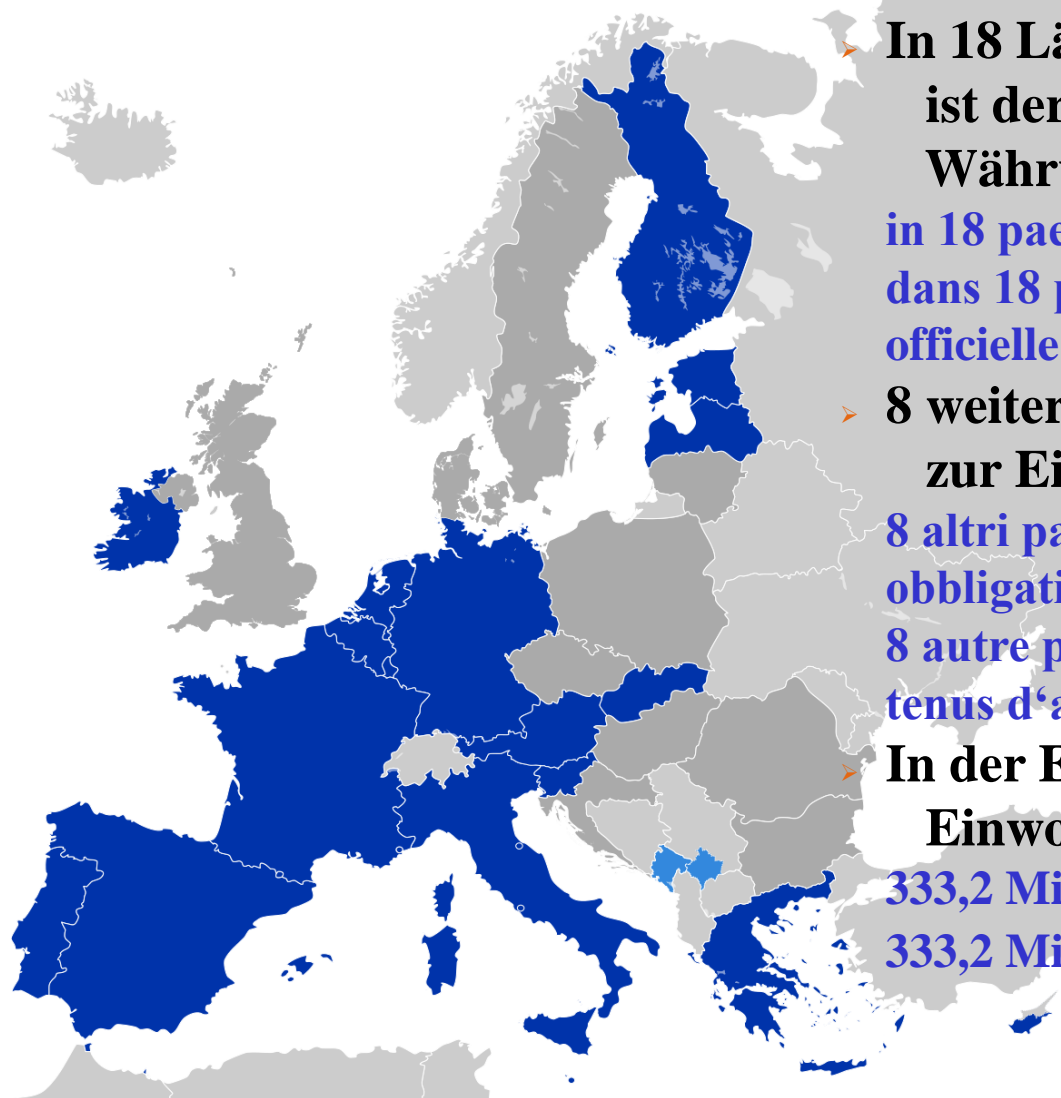 In 18 Lä
ist der
Währ
in 18 pae
dans 18 p
officielle
8 weiter
zur Ei
8 altri pa
obbligati
8 autre p
tenus d‘a
In der E
Einwo
333,2 Mi
333,2 Mi